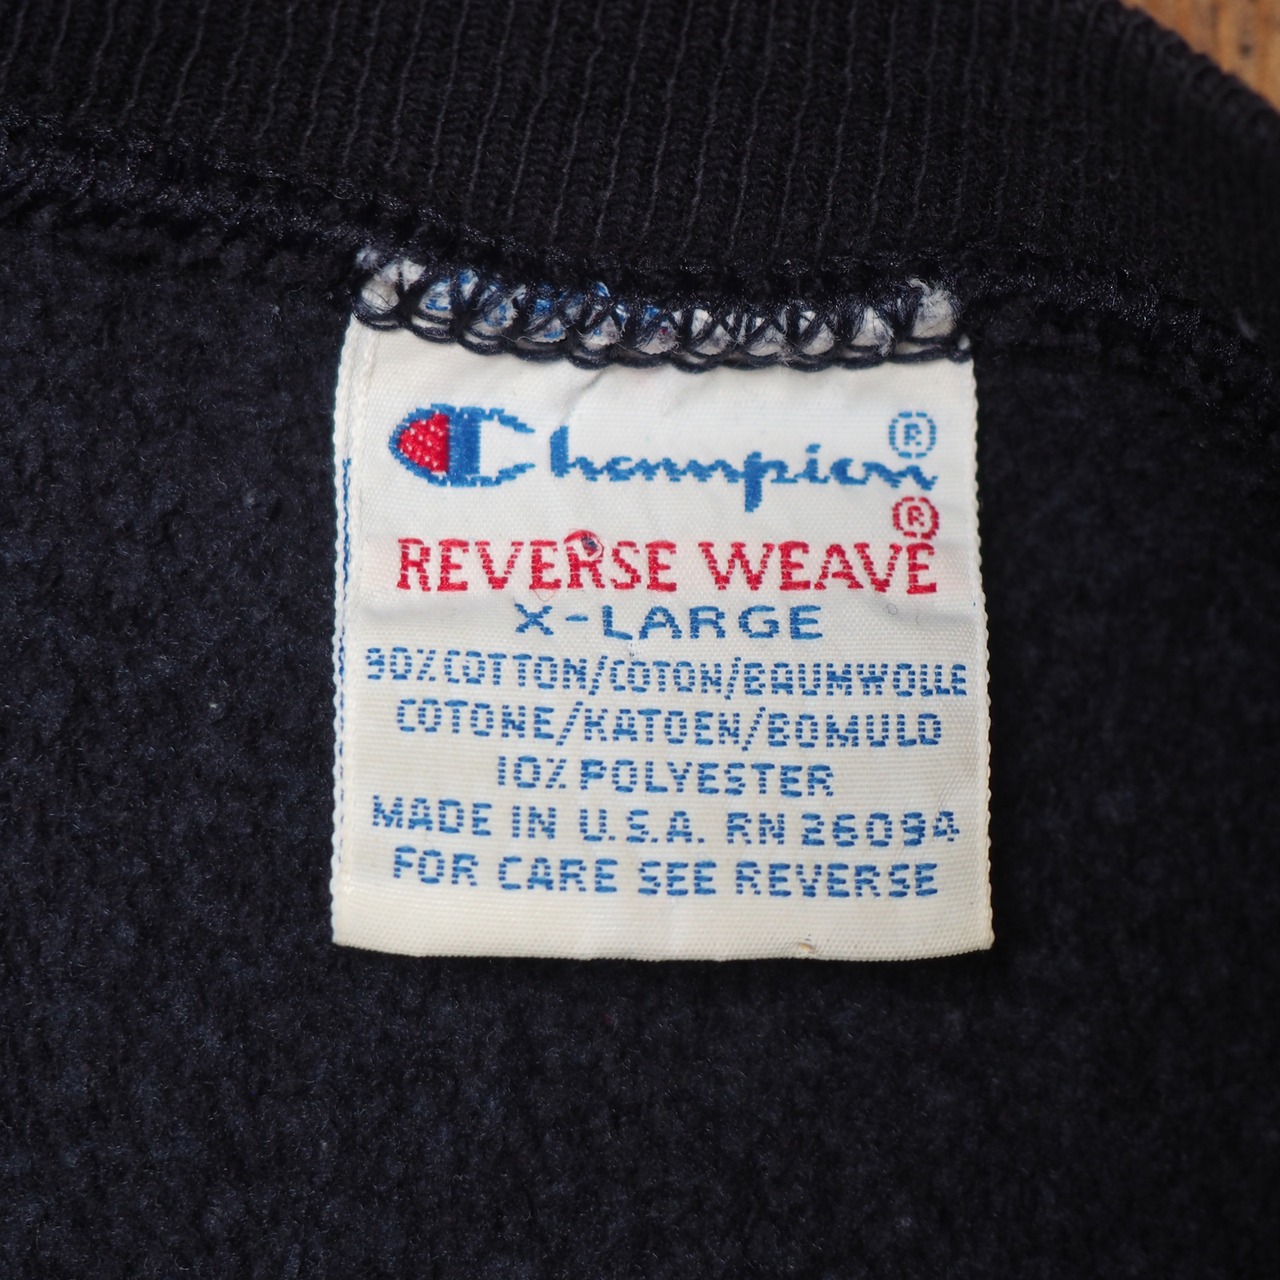 Champion®
REVERSE WEAVE®
X-LARGE
90% COTTON/COTON/BAUMWOLLE
COTONE/KATOEN/BOMULD
10% POLYESTER
MADE IN U.S.A. RN 26094
FOR CARE SEE REVERSE